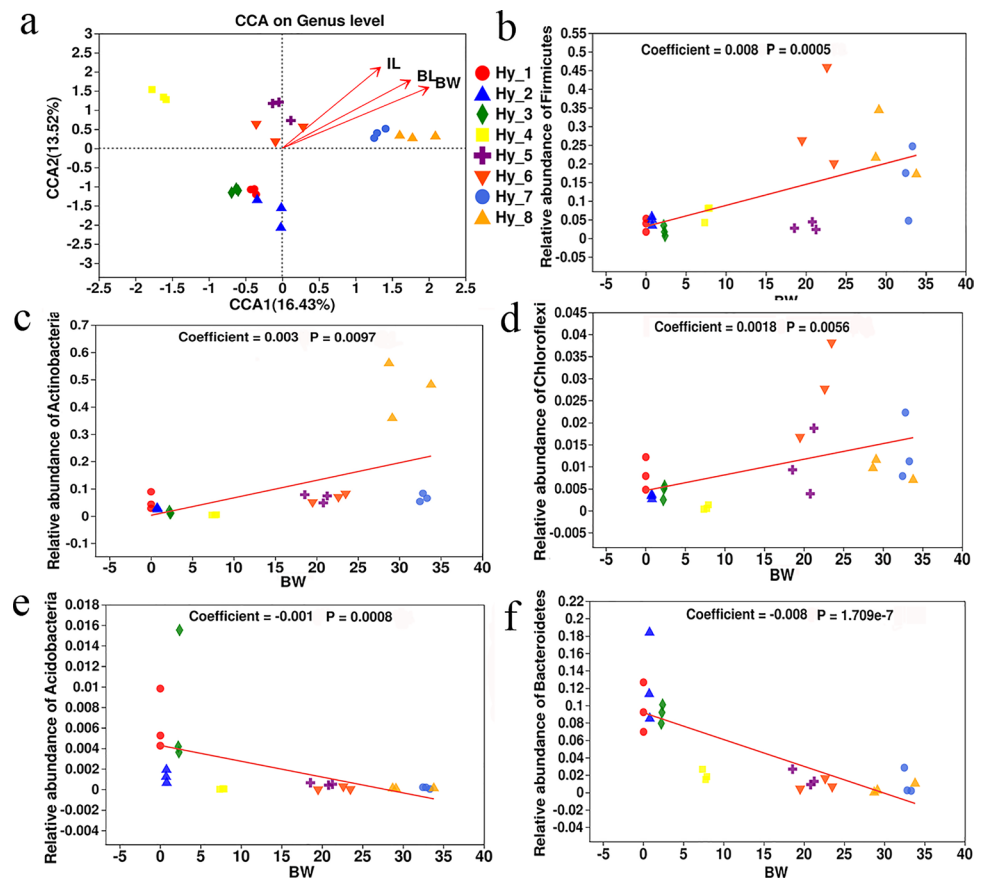 a
CCA on Genus level
CCA2(13.52%)
3
2.5
2
1.5
1
0.5
0
-0.5
-1
-1.5
-2
-2.5
-3
IL
BL
BW
-2.5 -1.5 -0.5 0.5 1.5 2.5
CCA1(16.43%)
Hy_1
Hy_2
Hy_3
Hy_4
Hy_5
Hy_6
Hy_7
Hy_8
b
Coefficient = 0.008 P = 0.0005
Relative abundance of Firmicutes
0.55
0.45
0.35
0.25
0.2
0.15
0.1
0.05
0
-0.05
-5 0 5 10 15 20 25 30 35 40
BW
c
Coefficient = 0.003 P = 0.0097
Relative abundance of Actinobacteria
0.7
0.6
0.5
0.4
0.3
0.2
0.1
0
-0.1
-5 0 5 10 15 20 25 30 35 40
BW
d
Coefficient = 0.0018 P = 0.0056
Relative abundance of Chloroflexi
0.045
0.04
0.035
0.03
0.025
0.02
0.015
0.01
0.005
0
-0.005
-5 0 5 10 15 20 25 30 35 40
BW
e
Coefficient = -0.001 P = 0.0008
Relative abundance of Acidobacteria
0.018
0.016
0.014
0.012
0.01
0.008
0.006
0.004
0.002
0
-0.002
-0.004
-5 0 5 10 15 20 25 30 35 40
BW
f
Coefficient = -0.008 P = 1.709e-7
Relative abundance of Bacteroidetes
0.22
0.2
0.18
0.16
0.14
0.12
0.1
0.08
0.06
0.04
0.02
0
-0.02
-0.04
-5 0 5 10 15 20 25 30 35 40
BW